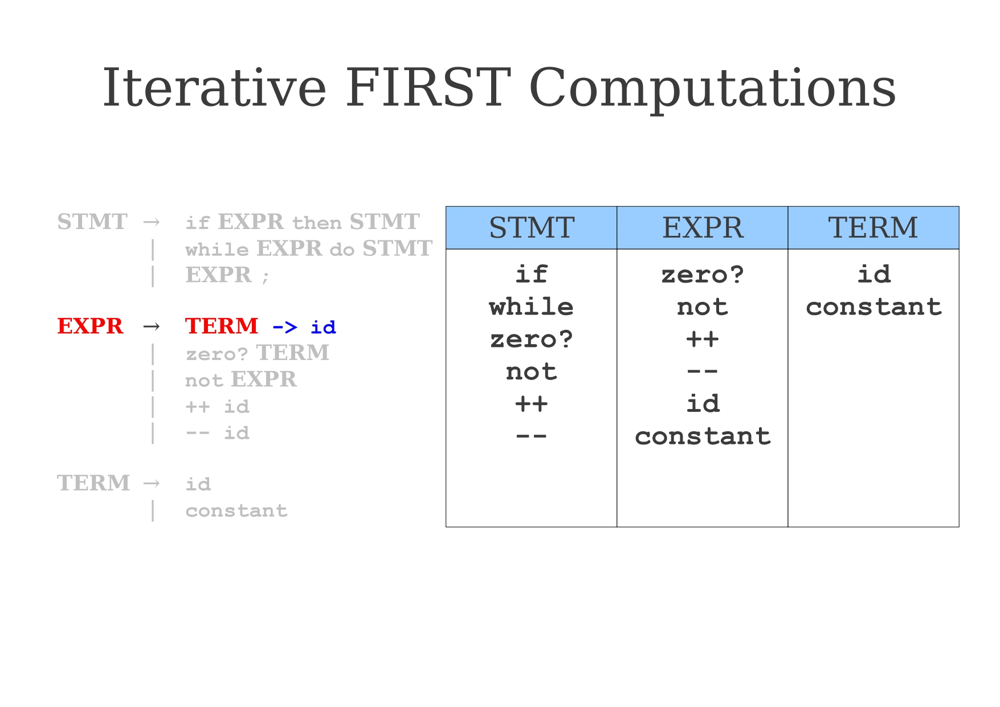 Iterative FIRST Computations
STMT → if EXPR then STMT
| while EXPR do STMT
| EXPR ;
EXPR → TERM -> id
| zero? TERM
| not EXPR
| ++ id
| -- id
TERM → id
| constant
STMT EXPR TERM
if zero? id
while not constant
zero? ++
not --
++ id
-- constant